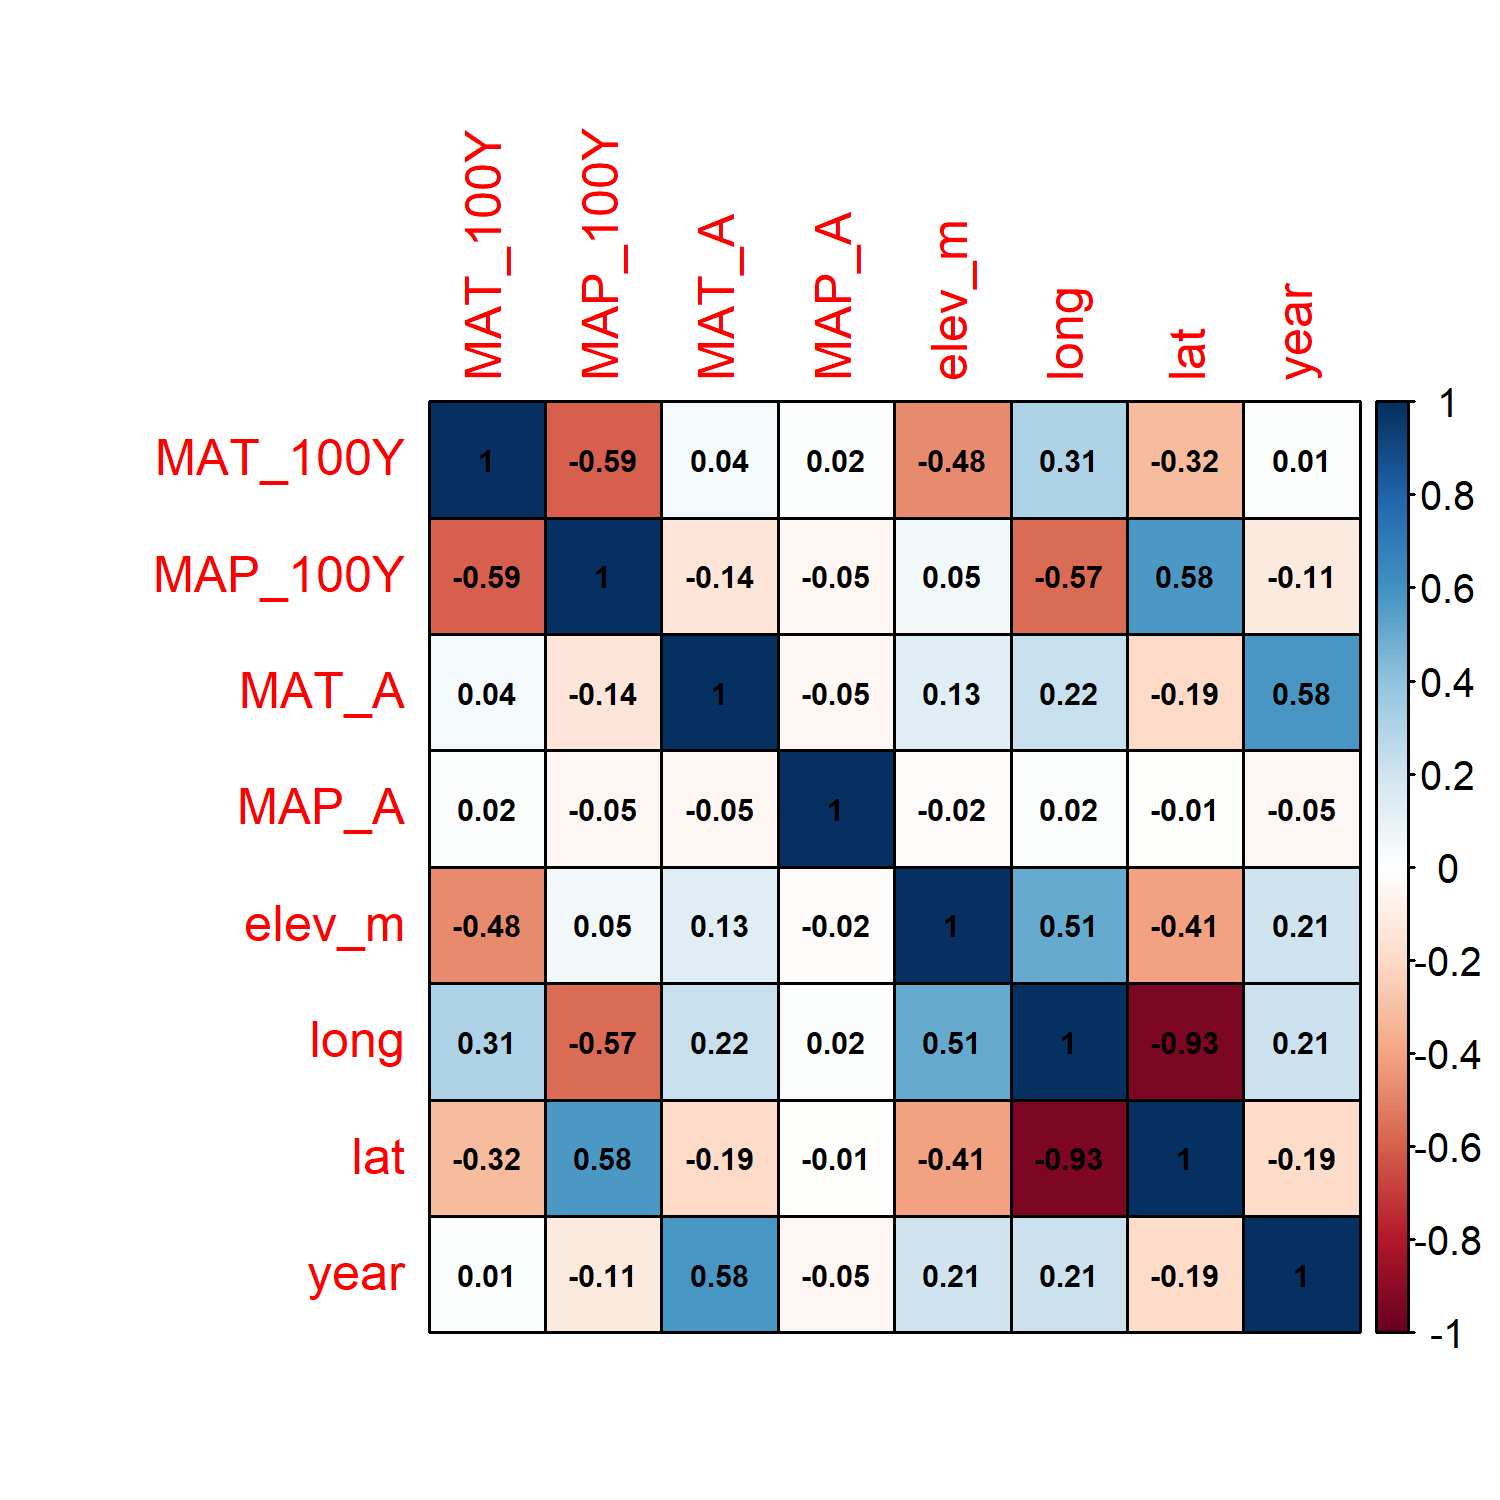 MAT_100Y MAP_100Y MAT_A MAP_A elev_m long lat year
MAT_100Y 1 -0.59 0.04 0.02 -0.48 0.31 -0.32 0.01
MAP_100Y -0.59 1 -0.14 -0.05 0.05 -0.57 0.58 -0.11
MAT_A 0.04 -0.14 1 -0.05 0.13 0.22 -0.19 0.58
MAP_A 0.02 -0.05 -0.05 1 -0.02 0.02 -0.01 -0.05
elev_m -0.48 0.05 0.13 -0.02 1 0.51 -0.41 0.21
long 0.31 -0.57 0.22 0.02 0.51 1 -0.93 0.21
lat -0.32 0.58 -0.19 -0.01 -0.41 -0.93 1 -0.19
year 0.01 -0.11 0.58 -0.05 0.21 0.21 -0.19 1
1
0.8
0.6
0.4
0.2
0
-0.2
-0.4
-0.6
-0.8
-1